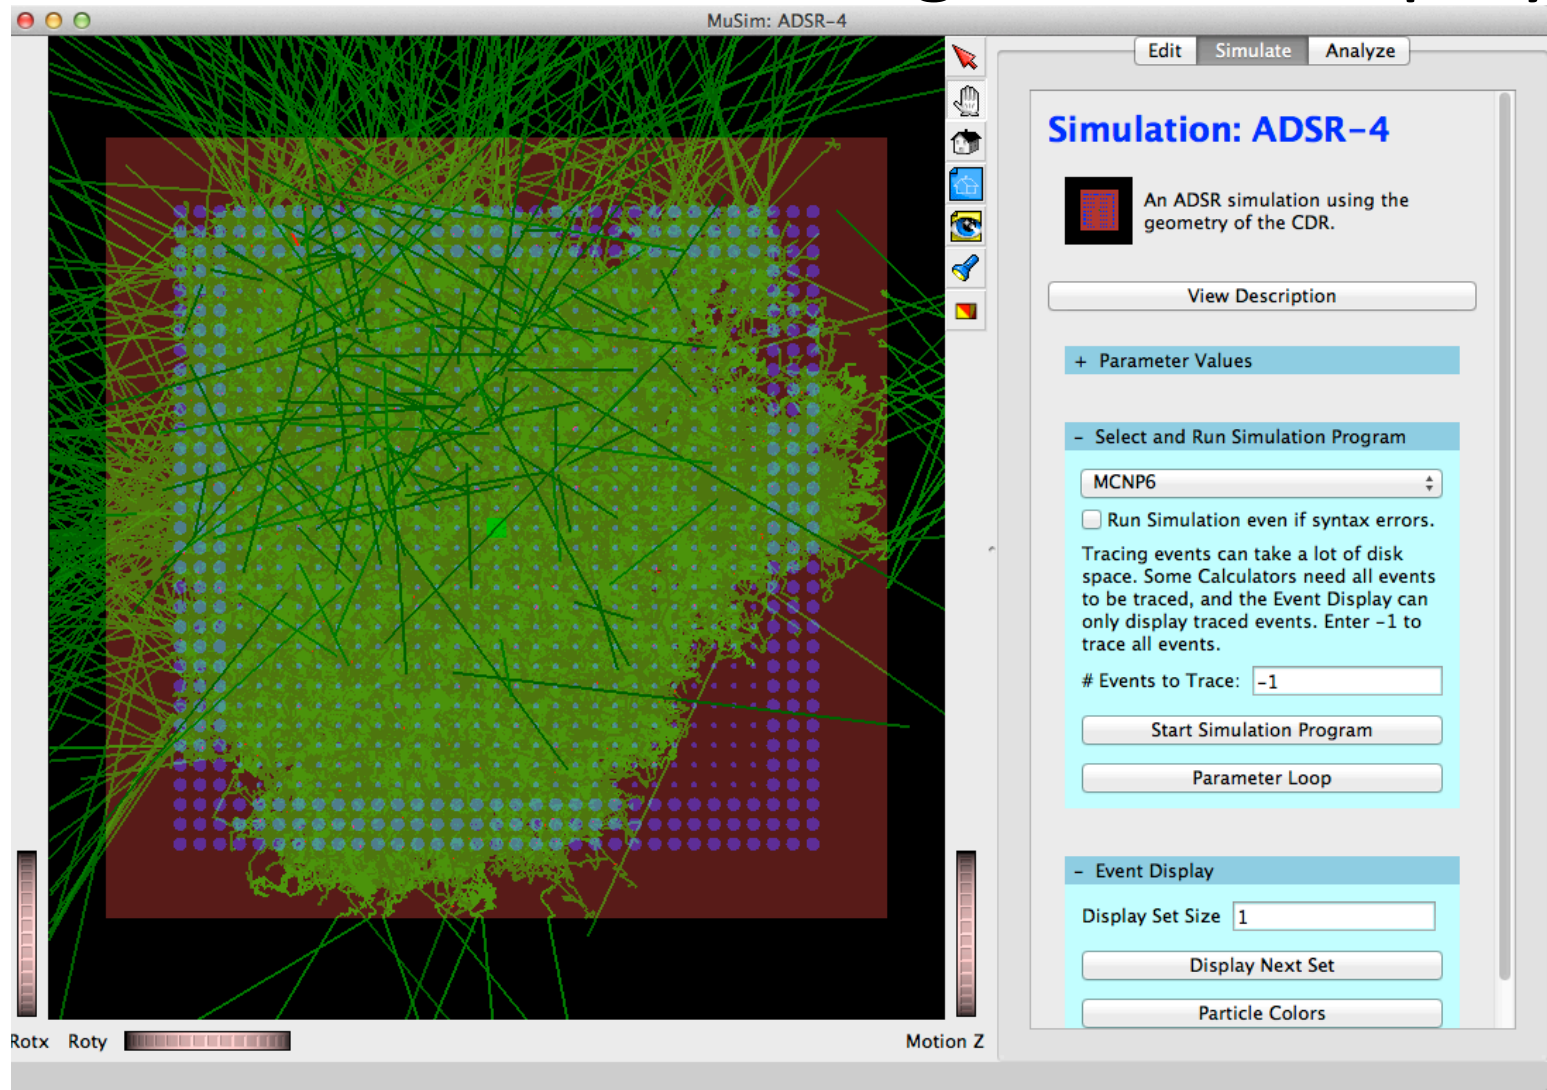 MuSim: ADSR-4
Edit
Simulate
Analyze
Simulation: ADSR-4
An ADSR simulation using the
geometry of the CDR.
View Description
+ Parameter Values
- Select and Run Simulation Program
MCNP6
Run Simulation even if syntax errors.
Tracing events can take a lot of disk
space. Some Calculators need all events
to be traced, and the Event Display can
only display traced events. Enter -1 to
trace all events.
# Events to Trace: -1
Start Simulation Program
Parameter Loop
- Event Display
Display Set Size 1
Display Next Set
Particle Colors
Rotx Roty
Motion Z